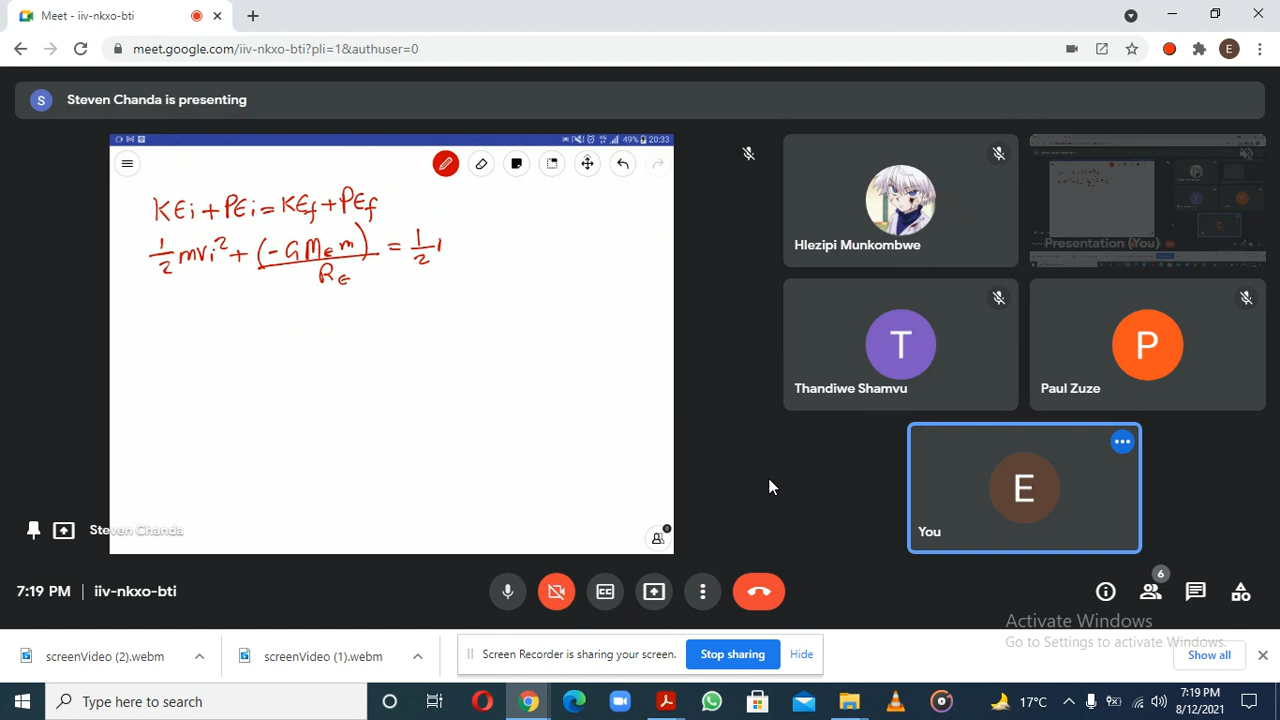 Meet - iiv-nkxo-bti
meet.google.com/iiv-nkxo-bti?pli=1&authuser=0
E
S
Steven Chanda is presenting
49% 20:33
KEi + PEi = KEf + PEf
1/2 mvi² + (-GMEm)/RE = 1/2
Steven Chanda
Hlezipi Munkombwe
Presentation (You)
T
Thandiwe Shamvu
P
Paul Zuze
E
You
7:19 PM | iiv-nkxo-bti
CC
6
Activate Windows
Go to Settings to activate Windows.
screenVideo (2).webm
screenVideo (1).webm
Screen Recorder is sharing your screen.
Stop sharing
Hide
Show all
Type here to search
17°C
7:19 PM
8/12/2021